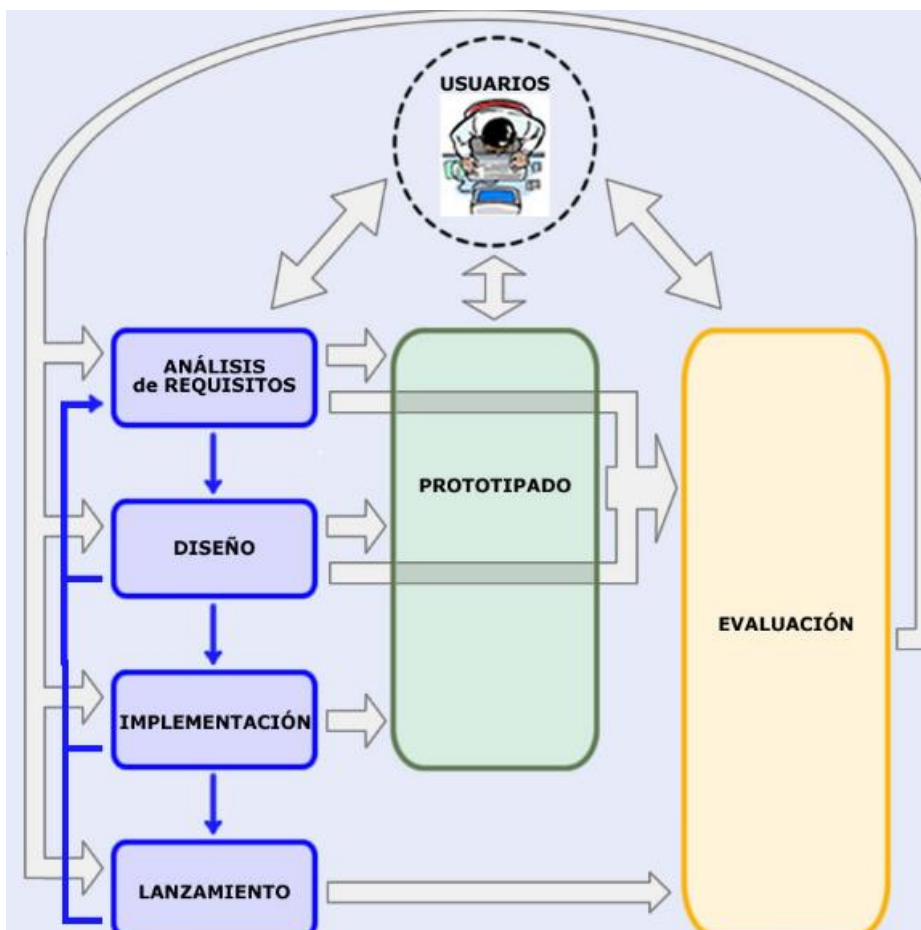 USUARIOS
ANÁLISIS
de REQUISITOS
PROTOTIPADO
DISEÑO
EVALUACIÓN
IMPLEMENTACIÓN
LANZAMIENTO